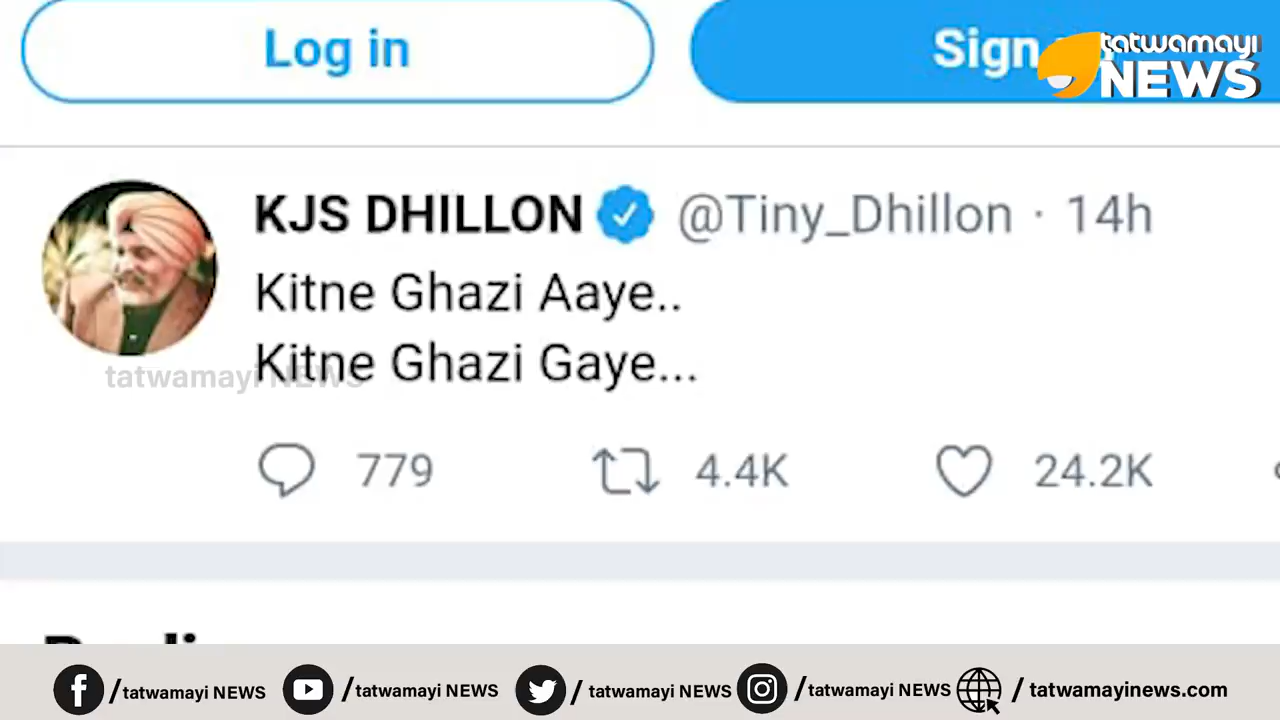 Log in
Sign
tatwamayi
NEWS
KJS DHILLON @Tiny_Dhillon · 14h
Kitne Ghazi Aaye..
Kitne Ghazi Gaye...
tatwamayi NEWS
779 4.4K 24.2K
/tatwamayi NEWS /tatwamayi NEWS / tatwamayi NEWS /tatwamayi NEWS / tatwamayinews.com